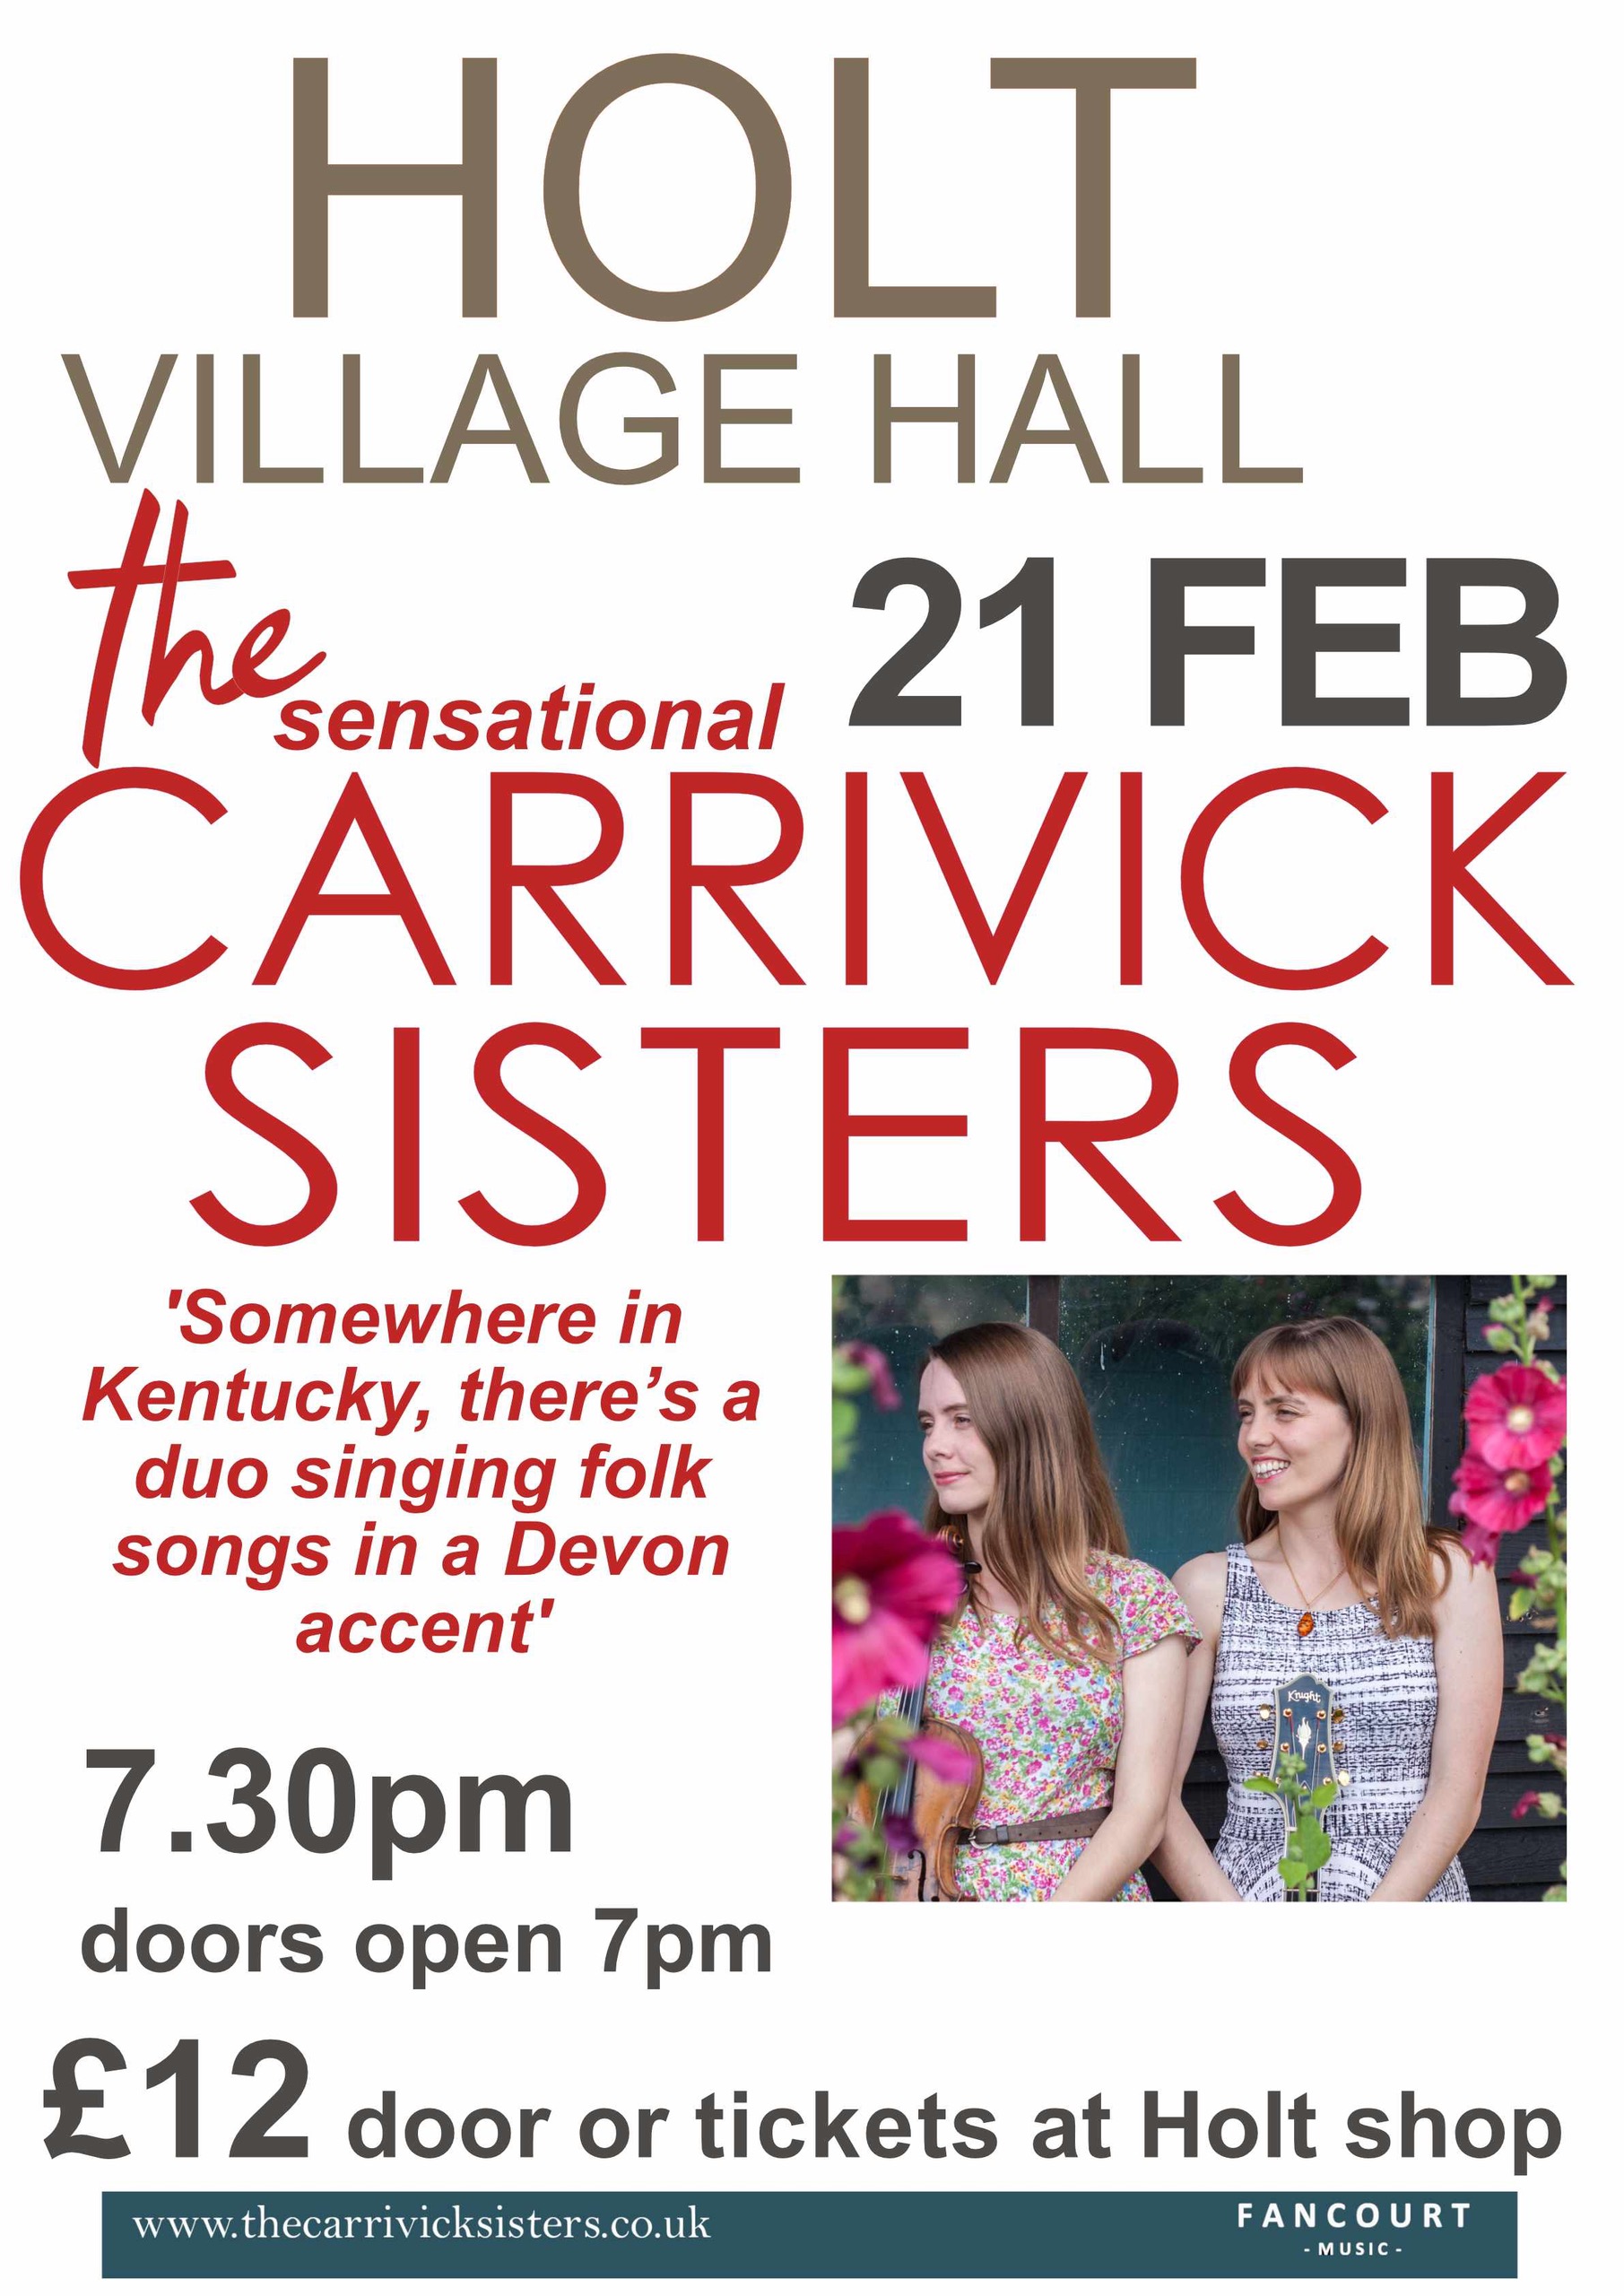 HOLT
VILLAGE HALL
the sensational
21 FEB
CARRIVICK
SISTERS
'Somewhere in
Kentucky, there’s a
duo singing folk
songs in a Devon
accent'
Knight
7.30pm
doors open 7pm
£12 door or tickets at Holt shop
www.thecarrivicksisters.co.uk
FANCOURT
- MUSIC -